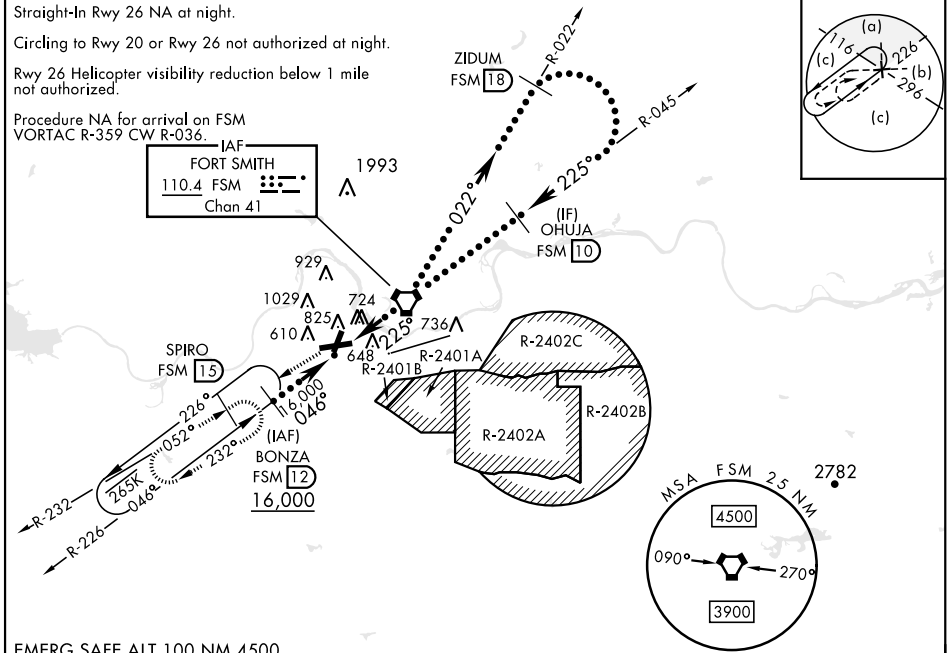 Straight-In Rwy 26 NA at night.
Circling to Rwy 20 or Rwy 26 not authorized at night.
Rwy 26 Helicopter visibility reduction below 1 mile
not authorized.
Procedure NA for arrival on FSM
VORTAC R-359 CW R-036.
IAF
FORT SMITH
110.4 FSM
Chan 41
1993
ZIDUM
FSM 18
R-022
R-045
022°
225°
(IF)
OHUJA
FSM 10
(a)
116
226
(c)
(b)
296
(c)
929
1029
724
825
610
648
225°
736
R-2401A
R-2401B
R-2402C
R-2402B
R-2402A
SPIRO
FSM 15
226°
052°
232°
16,000
046°
265K
046°
(IAF)
BONZA
FSM 12
16,000
R-232
R-226
MSA FSM 25 NM
2782
4500
090°
270°
3900
EMERG SAFE ALT 100 NM 4500